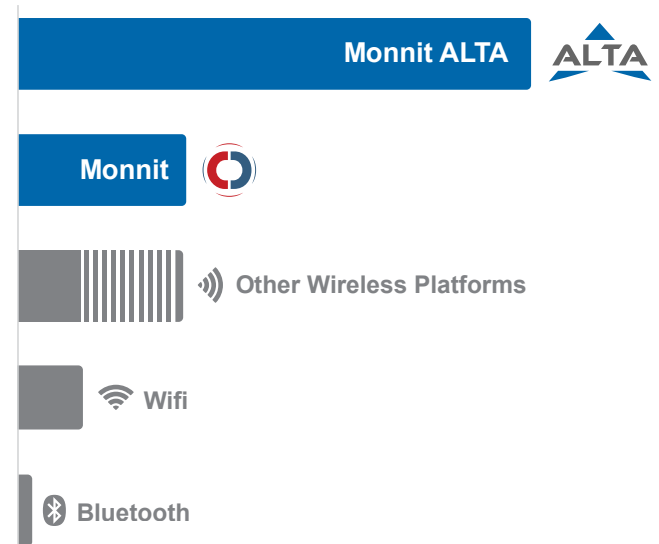 Monnit ALTA
ALTA
Monnit
Other Wireless Platforms
Wifi
Bluetooth